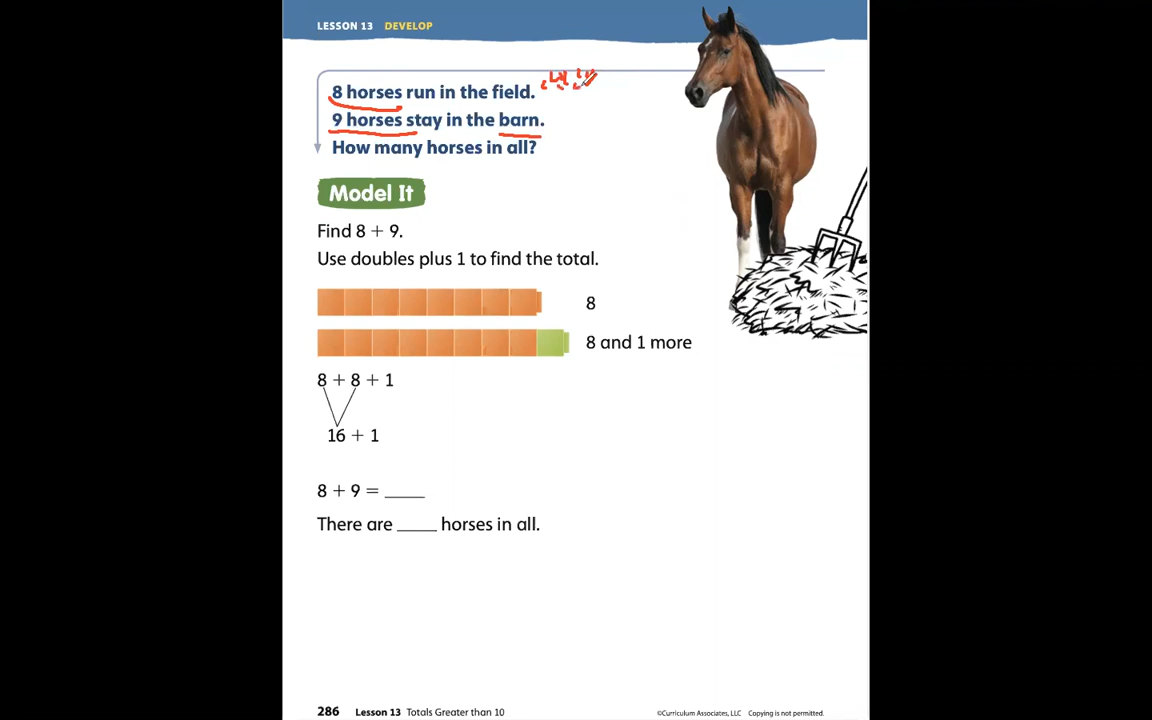 LESSON 13 DEVELOP
8 horses run in the field.
9 horses stay in the barn.
How many horses in all?
Model It
Find 8 + 9.
Use doubles plus 1 to find the total.
8
8 and 1 more
8 + 8 + 1
16 + 1
8 + 9 = ____
There are ____ horses in all.
286 Lesson 13 Totals Greater than 10
©Curriculum Associates, LLC Copying is not permitted.